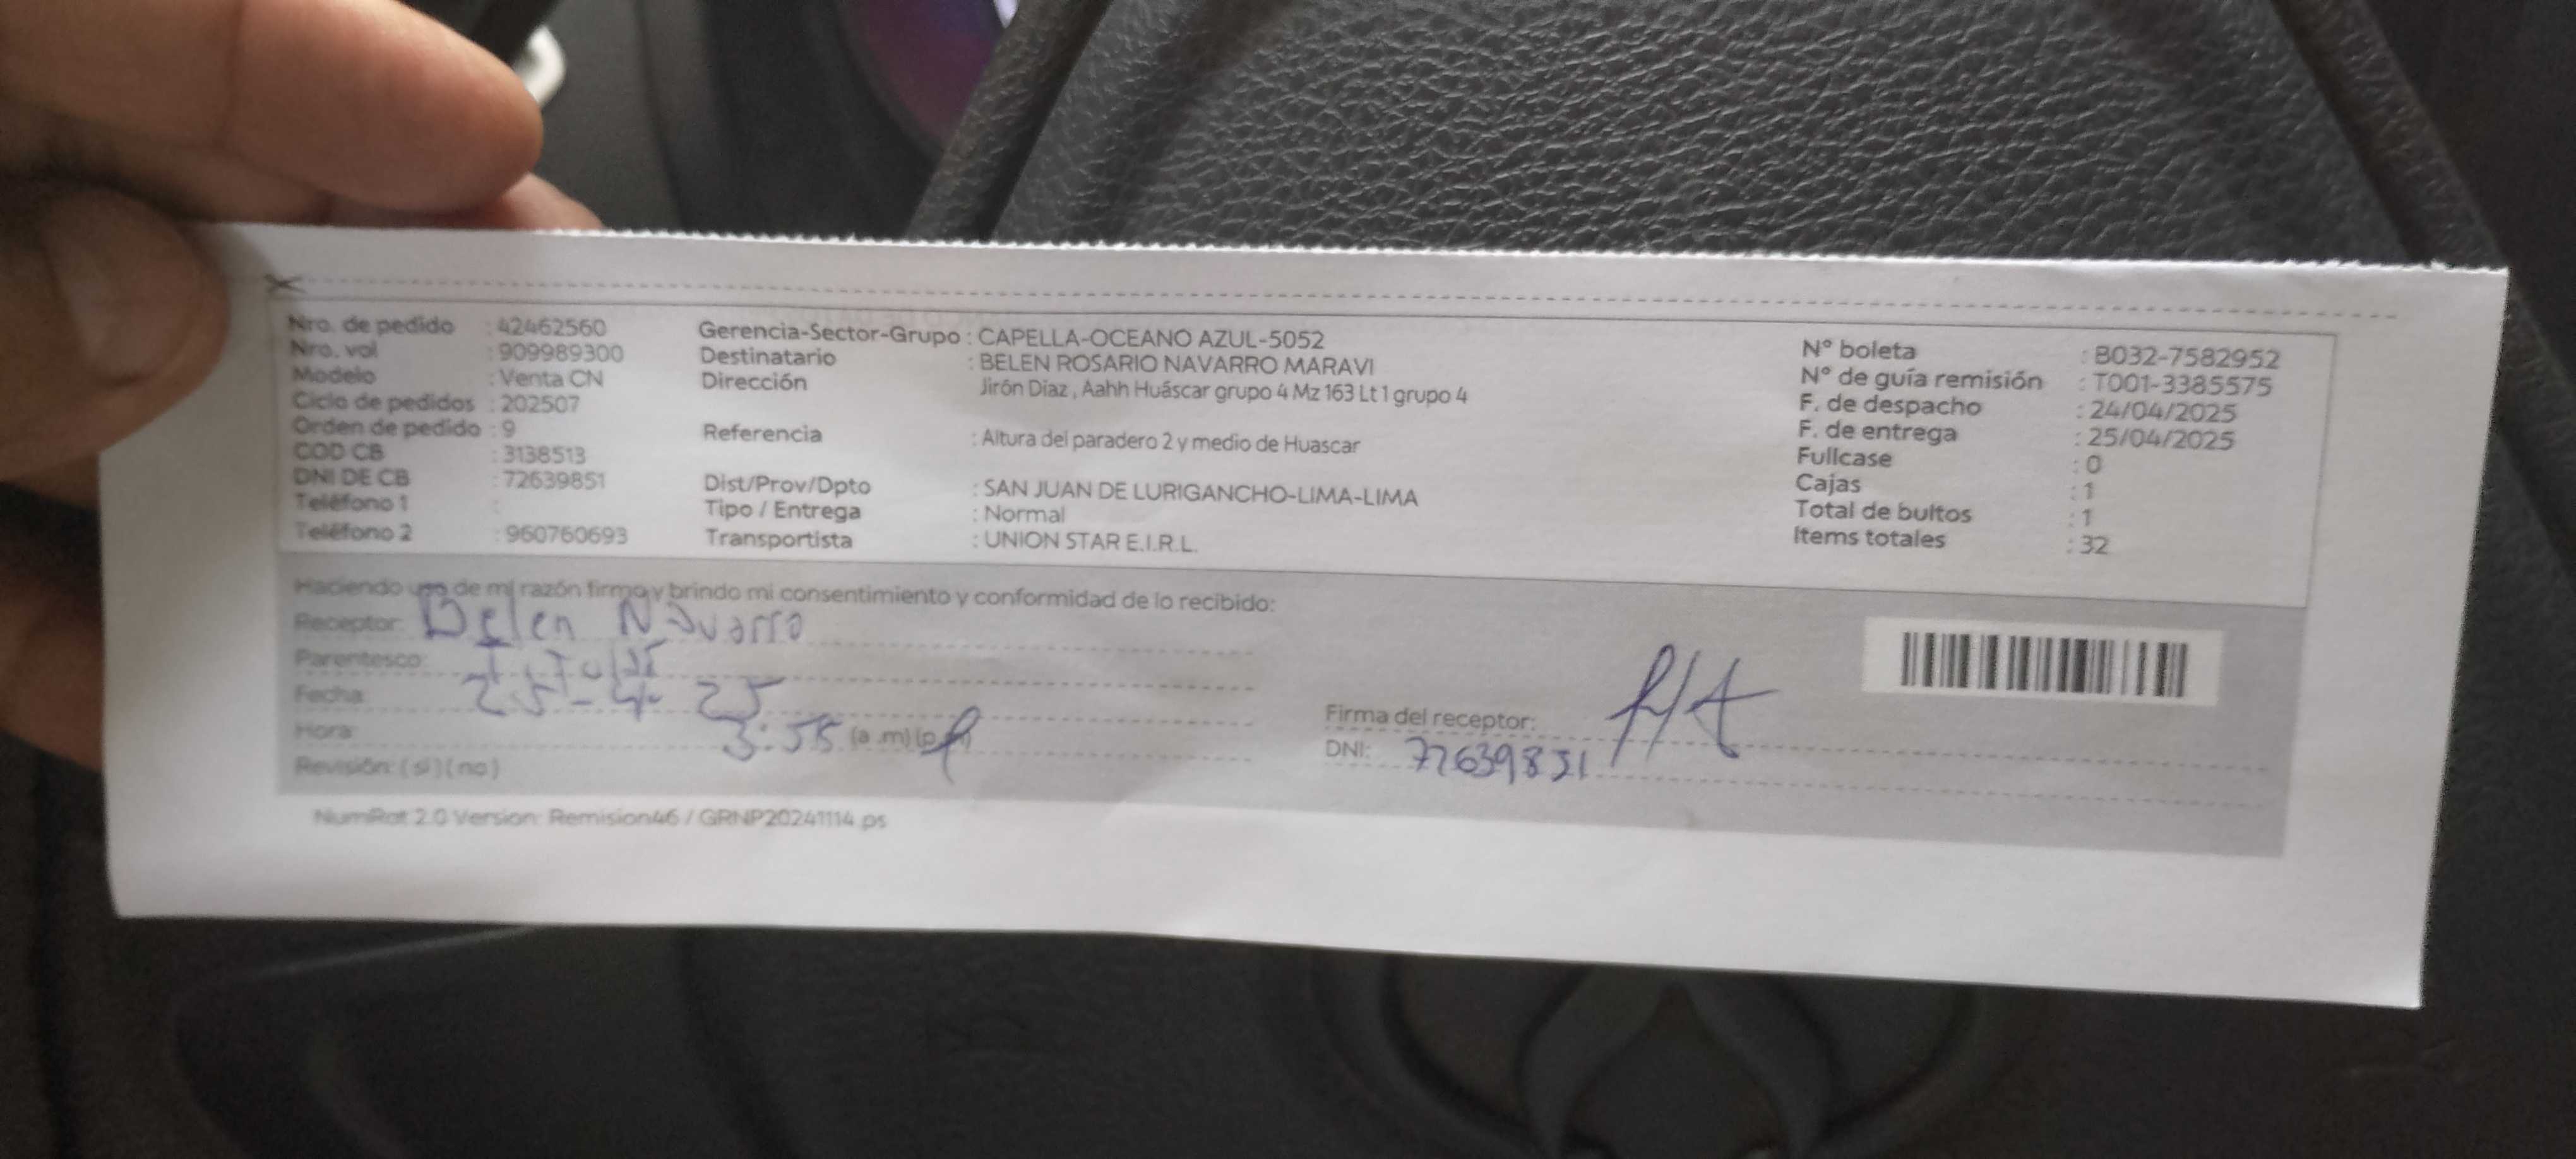 Nro. de pedido : 42462560
Nro. vol : 909989300
Modelo : Venta CN
Ciclo de pedidos : 202507
Orden de pedido : 9
COD CB : 3138513
DNI DE CB : 72639851
Teléfono 1 :
Teléfono 2 : 960760693
Gerencia-Sector-Grupo : CAPELLA-OCEANO AZUL-5052
Destinatario : BELEN ROSARIO NAVARRO MARAVI
Dirección Jirón Diaz , Aahh Huáscar grupo 4 Mz 163 Lt 1 grupo 4
Referencia : Altura del paradero 2 y medio de Huascar
Dist/Prov/Dpto : SAN JUAN DE LURIGANCHO-LIMA-LIMA
Tipo / Entrega : Normal
Transportista : UNION STAR E.I.R.L.
N° boleta : B032-7582952
N° de guía remisión : T001-3385575
F. de despacho : 24/04/2025
F. de entrega : 25/04/2025
Fullcase : 0
Cajas : 1
Total de bultos : 1
Items totales : 32
Haciendo uso de mi razón firmo y brindo mi consentimiento y conformidad de lo recibido:
Receptor: Belen Navarro
Parentesco:
Fecha: 25-4-25
Hora: 3:55 (a .m) (p
Revisión: ( si ) ( no )
Firma del receptor:
DNI: 77639851
NumRot 2.0 Version: Remision46 / GRNP20241114.ps